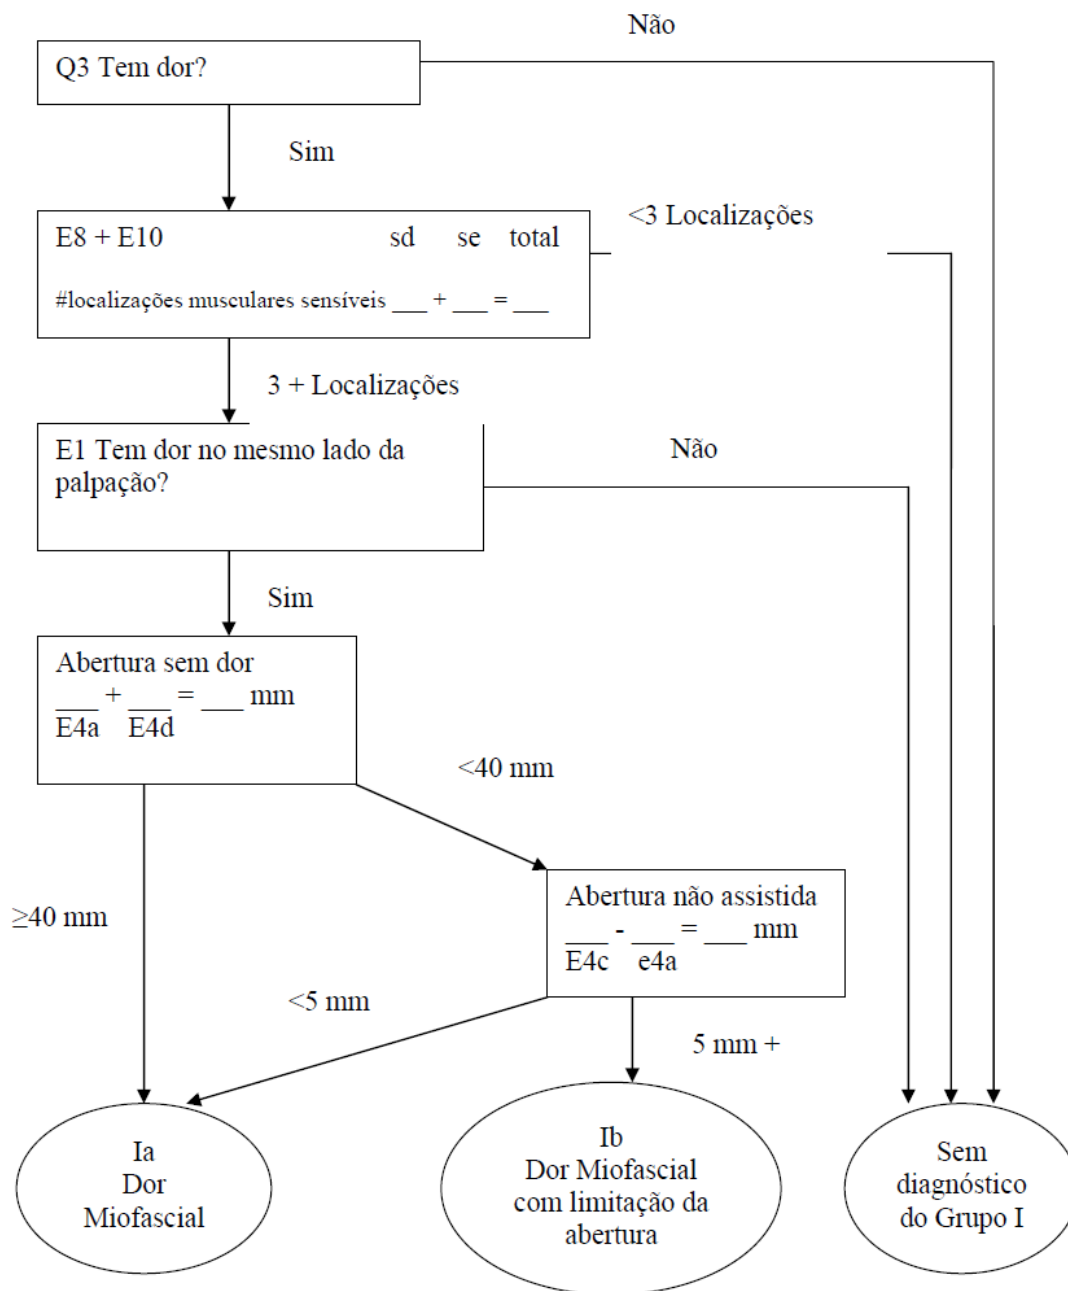 Não
Q3 Tem dor?
Sim
<3 Localizações
E8 + E10 sd se total
#localizações musculares sensíveis ___ + ___ = ___
3 + Localizações
E1 Tem dor no mesmo lado da
palpação?
Não
Sim
Abertura sem dor
___ + ___ = ___ mm
E4a E4d
<40 mm
Abertura não assistida
___ - ___ = ___ mm
E4c e4a
≥40 mm
<5 mm
5 mm +
Ia
Dor
Miofascial
Ib
Dor Miofascial
com limitação da
abertura
Sem
diagnóstico
do Grupo I